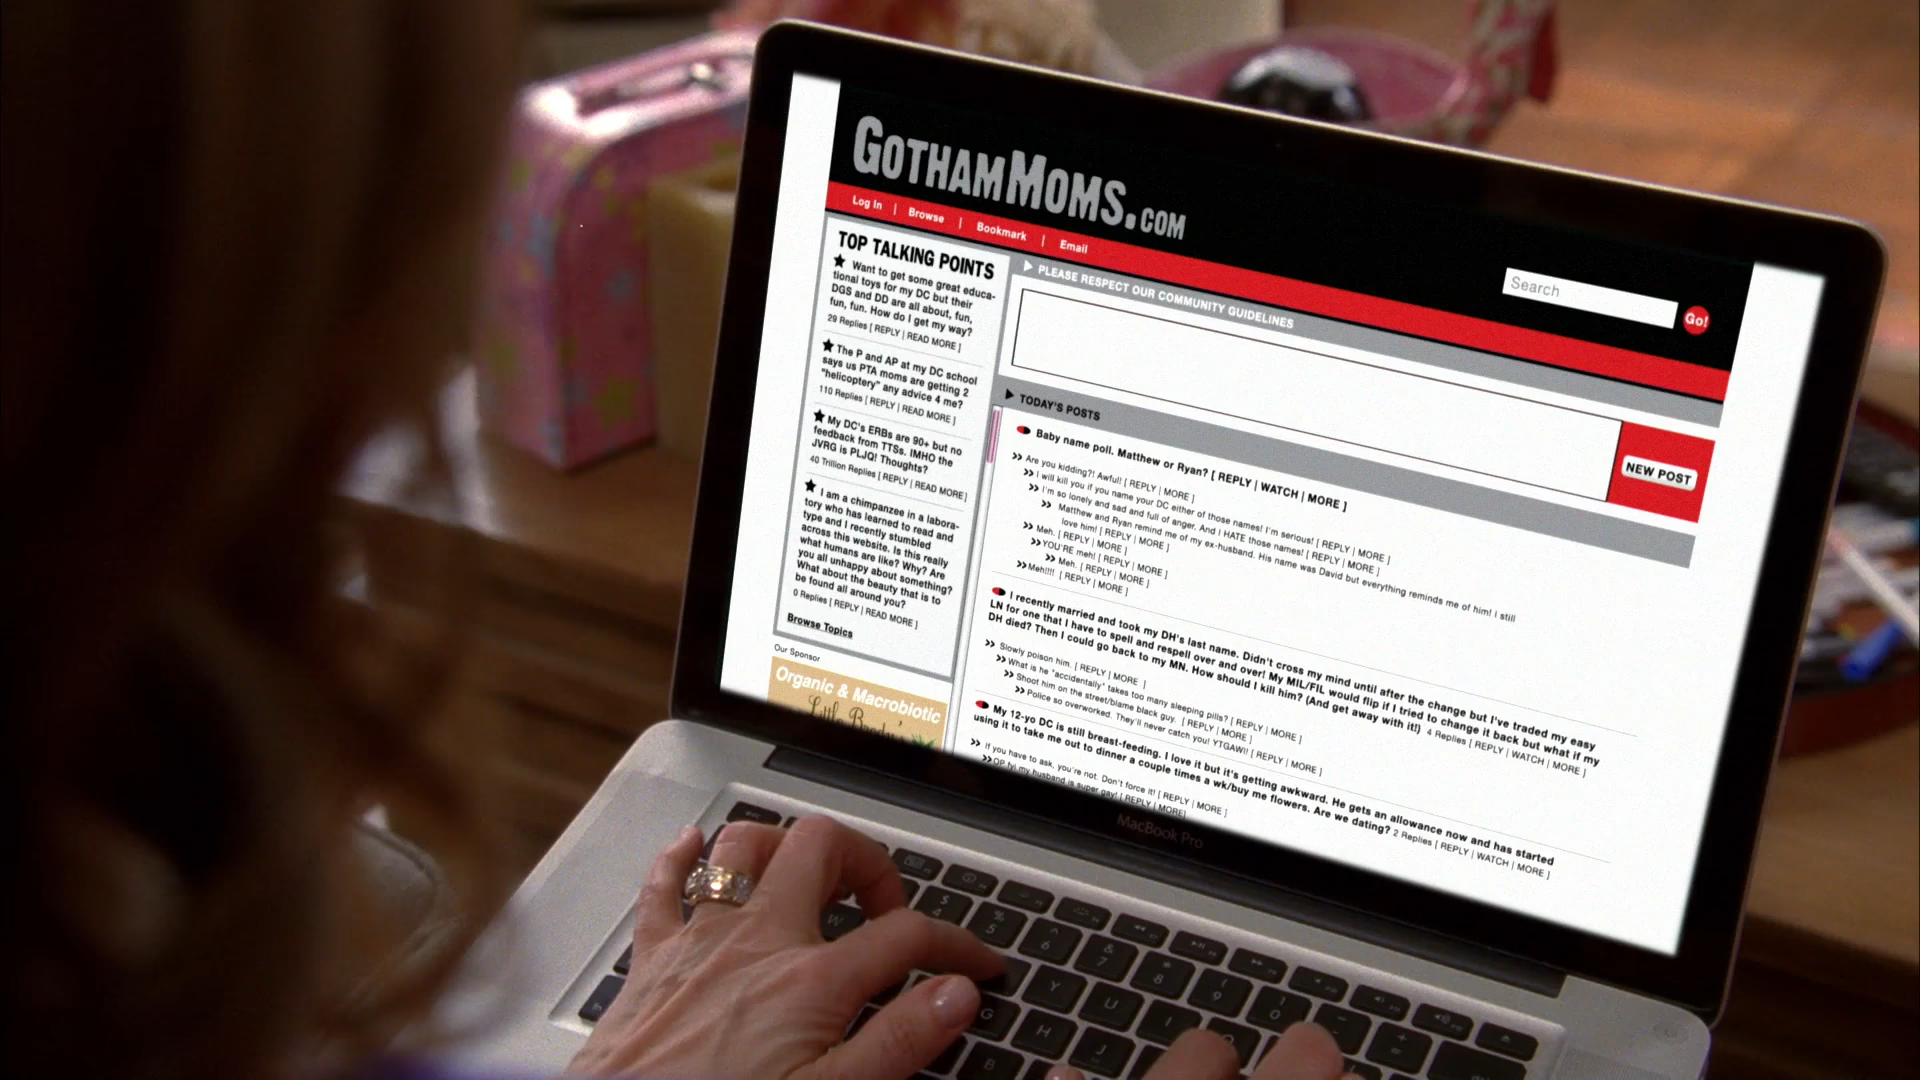 GOTHAMMOMS.COM
Log In | Browse | Bookmark | Email
Search
Go!
TOP TALKING POINTS
★ Want to get some great educa-
tional toys for my DC but their
DGS and DD are all about, fun,
fun, fun. How do I get my way?
29 Replies [ REPLY | READ MORE ]
★ The P and AP at my DC school
says us PTA moms are getting 2
"helicoptery" any advice 4 me?
110 Replies [ REPLY | READ MORE ]
★ My DC's ERBs are 90+ but no
feedback from TTSs. IMHO the
JVRG is PLJQ! Thoughts?
40 Trillion Replies [ REPLY | READ MORE ]
★ I am a chimpanzee in a labora-
tory who has learned to read and
type and I recently stumbled
across this website. Is this really
what humans are like? Why? Are
you all unhappy about something?
What about the beauty that is to
be found all around you?
0 Replies [ REPLY | READ MORE ]
Browse Topics
Our Sponsor
Organic & Macrobiotic
Little
PLEASE RESPECT OUR COMMUNITY GUIDELINES
NEW POST
TODAY'S POSTS
Baby name poll. Matthew or Ryan? [ REPLY | WATCH | MORE ]
>> Are you kidding?! Awful! [ REPLY | MORE ]
>> I will kill you if you name your DC either of those names! I'm serious! [ REPLY | MORE ]
>> I'm so lonely and sad and full of anger. And I HATE those names! [ REPLY | MORE ]
>> Matthew and Ryan remind me of my ex-husband. His name was David but everything reminds me of him! I still
love him! [ REPLY | MORE ]
>> Meh. [ REPLY | MORE ]
>> YOU'RE meh! [ REPLY | MORE ]
>> Meh. [ REPLY | MORE ]
>> Meh!!!! [ REPLY | MORE ]
I recently married and took my DH's last name. Didn't cross my mind until after the change but I've traded my easy
LN for one that I have to spell and respell over and over! My MIL/FIL would flip if I tried to change it back but what if my
DH died? Then I could go back to my MN. How should I kill him? (And get away with it!) 4 Replies [ REPLY | WATCH | MORE ]
>> Slowly poison him. [ REPLY | MORE ]
>> What is he "accidentally" takes too many sleeping pills? [ REPLY | MORE ]
>> Shoot him on the street/blame black guy. [ REPLY | MORE ]
>> Police so overworked. They'll never catch you! YTGAWI! [ REPLY | MORE ]
My 12-yo DC is still breast-feeding. I love it but it's getting awkward. He gets an allowance now and has started
using it to take me out to dinner a couple times a wk/buy me flowers. Are we dating? 2 Replies [ REPLY | WATCH | MORE ]
>> If you have to ask, you're not. Don't force it! [ REPLY | MORE ]
>> OP fyi my husband is super gay! [ REPLY | MORE]
MacBook Pro
W
$
4
%
5
^
6
&
7
*
8
(
9
)
0
Y
U
I
G
H
J
B
fn